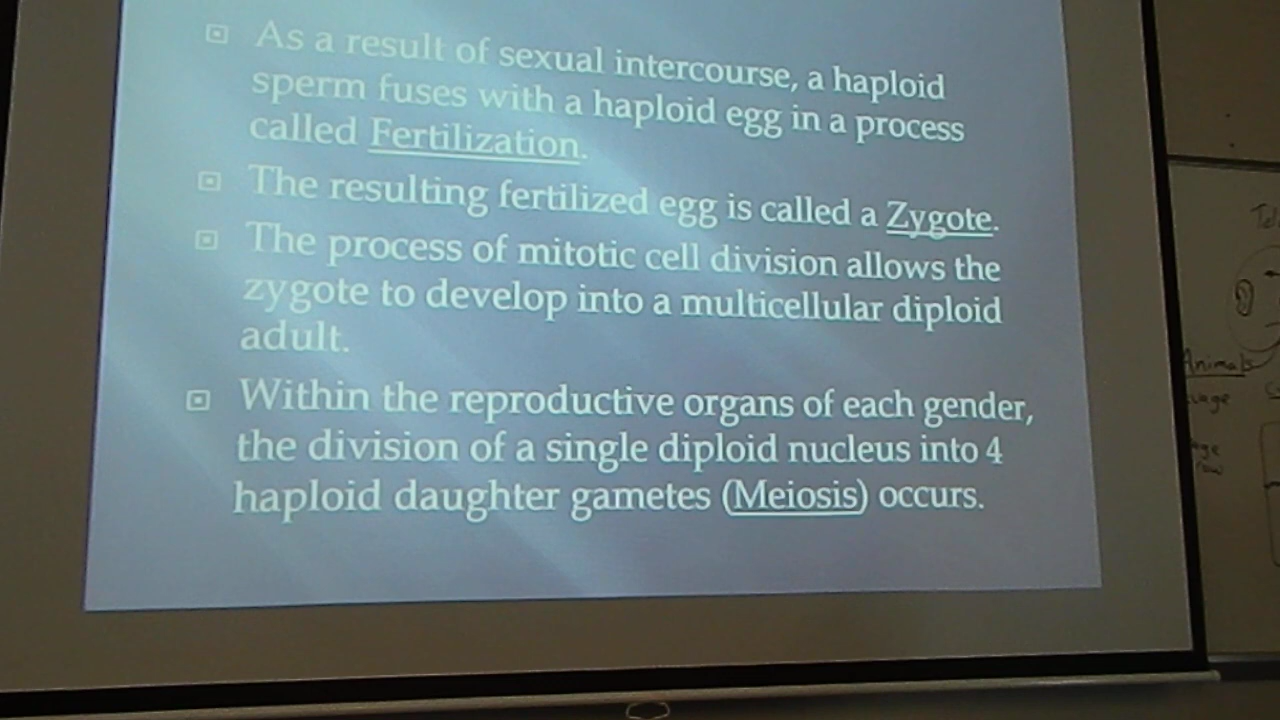 As a result of sexual intercourse, a haploid
sperm fuses with a haploid egg in a process
called Fertilization.
The resulting fertilized egg is called a Zygote.
The process of mitotic cell division allows the
zygote to develop into a multicellular diploid
adult.
Within the reproductive organs of each gender,
the division of a single diploid nucleus into 4
haploid daughter gametes (Meiosis) occurs.
Animals